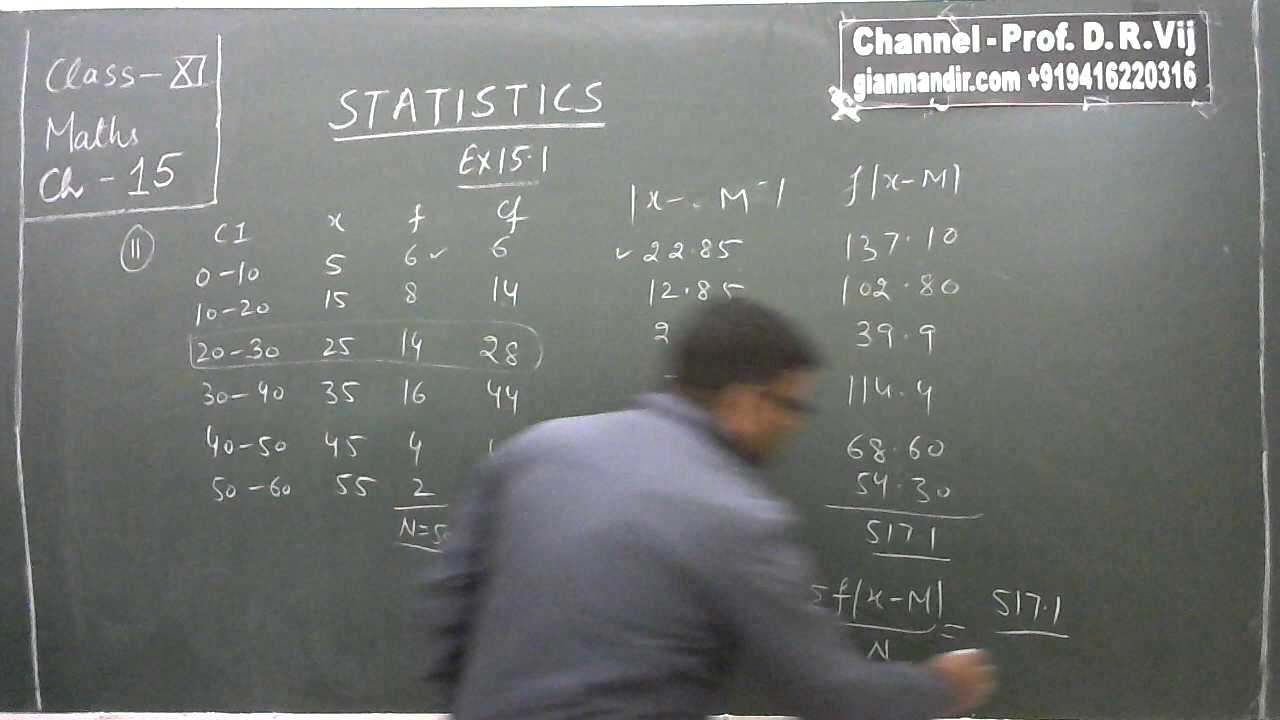 Channel - Prof. D. R. Vij
gianmandir.com +919416220316
Class - XI
Maths
Ch - 15
STATISTICS
EX 15.1
(11) CI x f cf |x - M| f|x-M|
0-10 5 6 ✓ 6 ✓ 22.85 137.10
10-20 15 8 14 12.85 102.80
20-30 25 14 28 2 39.9
30-40 35 16 44 114.4
40-50 45 4 68.60
50-60 55 2 54.30
N=50 517.1
f|x-M| = 517.1
N